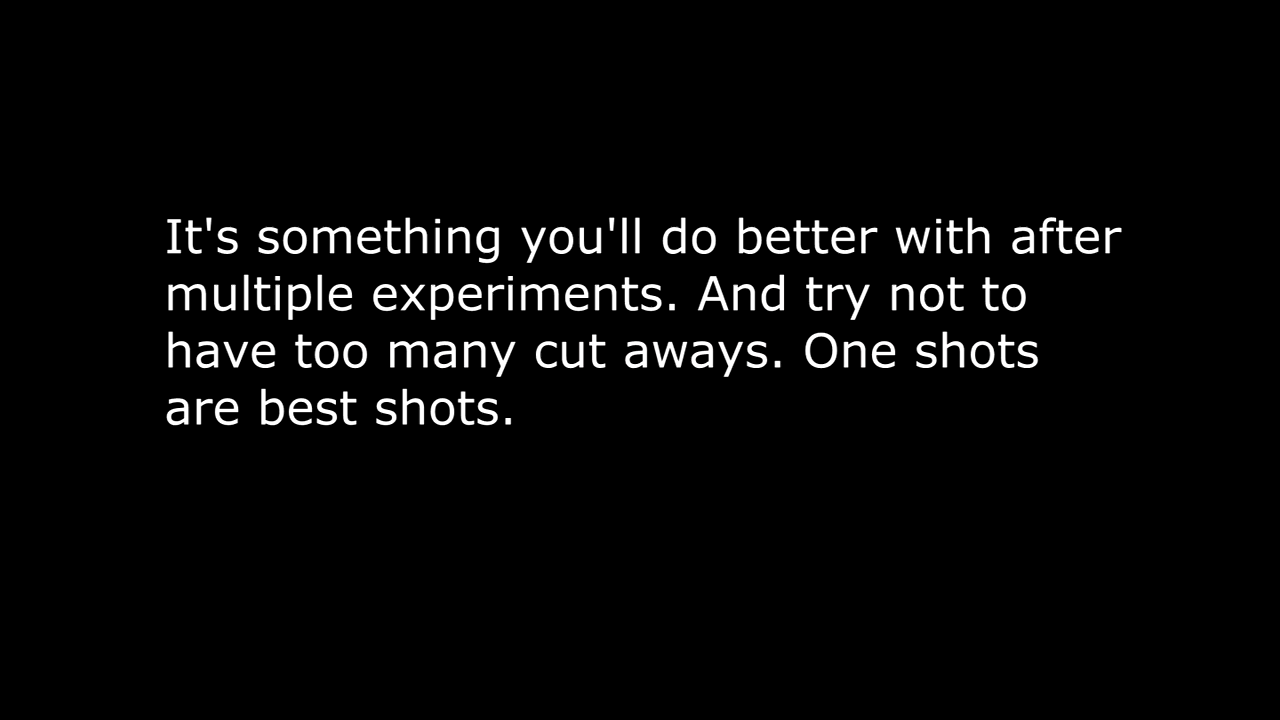 It's something you'll do better with after
multiple experiments. And try not to
have too many cut aways. One shots
are best shots.